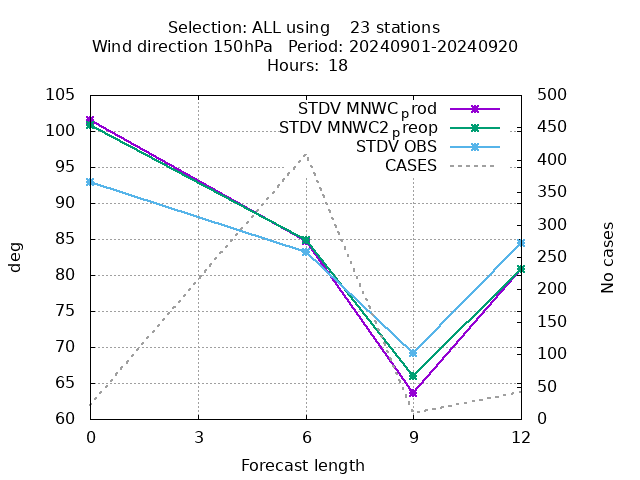 Selection: ALL using    23 stations
Wind direction 150hPa   Period: 20240901-20240920
Hours: 18
STDV MNWC_prod
STDV MNWC2_preop
STDV OBS
CASES
105
100
95
90
85
80
75
70
65
60
500
450
400
350
300
250
200
150
100
50
0
deg
No cases
0 3 6 9 12
Forecast length